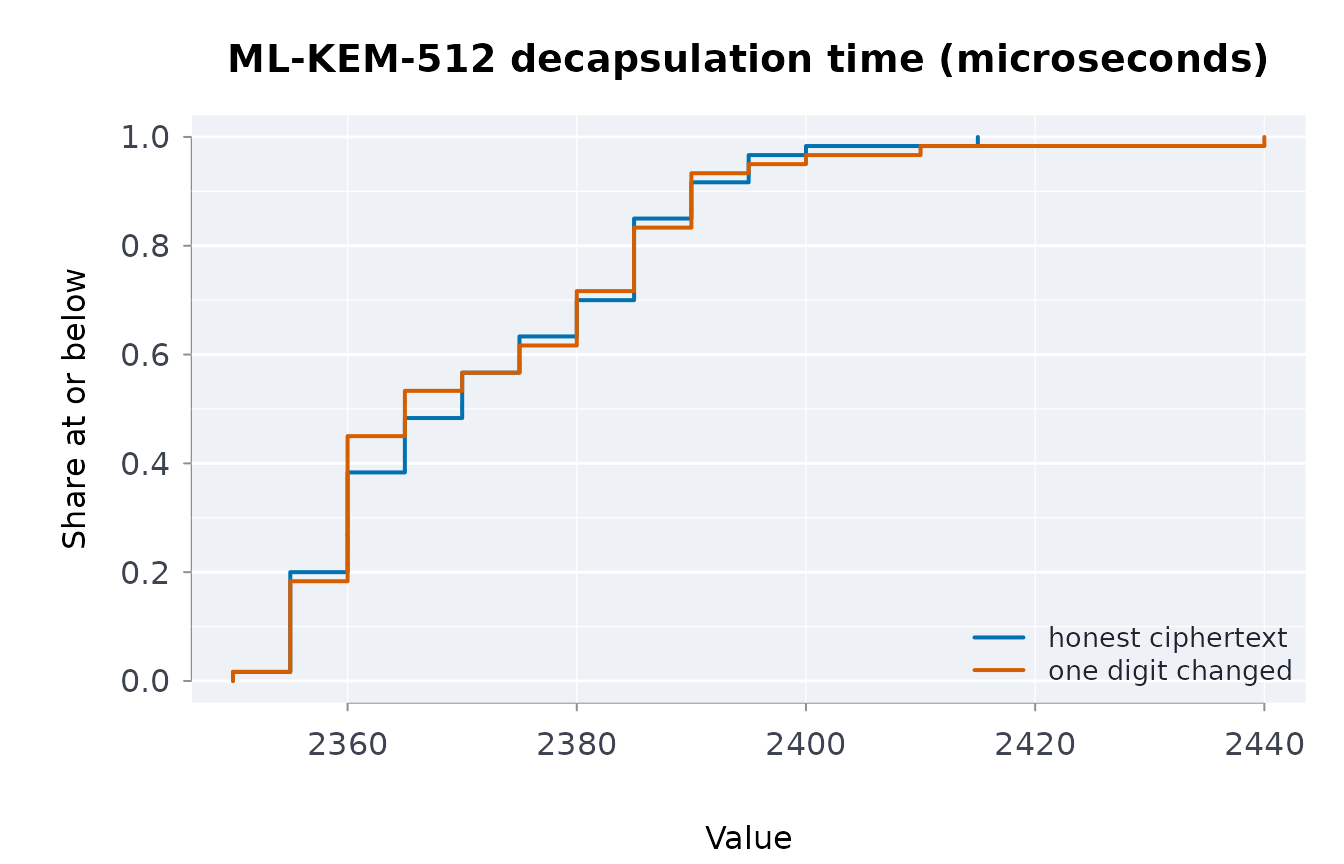 ML-KEM-512 decapsulation time (microseconds)
1.0
0.8
0.6
0.4
0.2
0.0
Share at or below
honest ciphertext
one digit changed
2360 2380 2400 2420 2440
Value